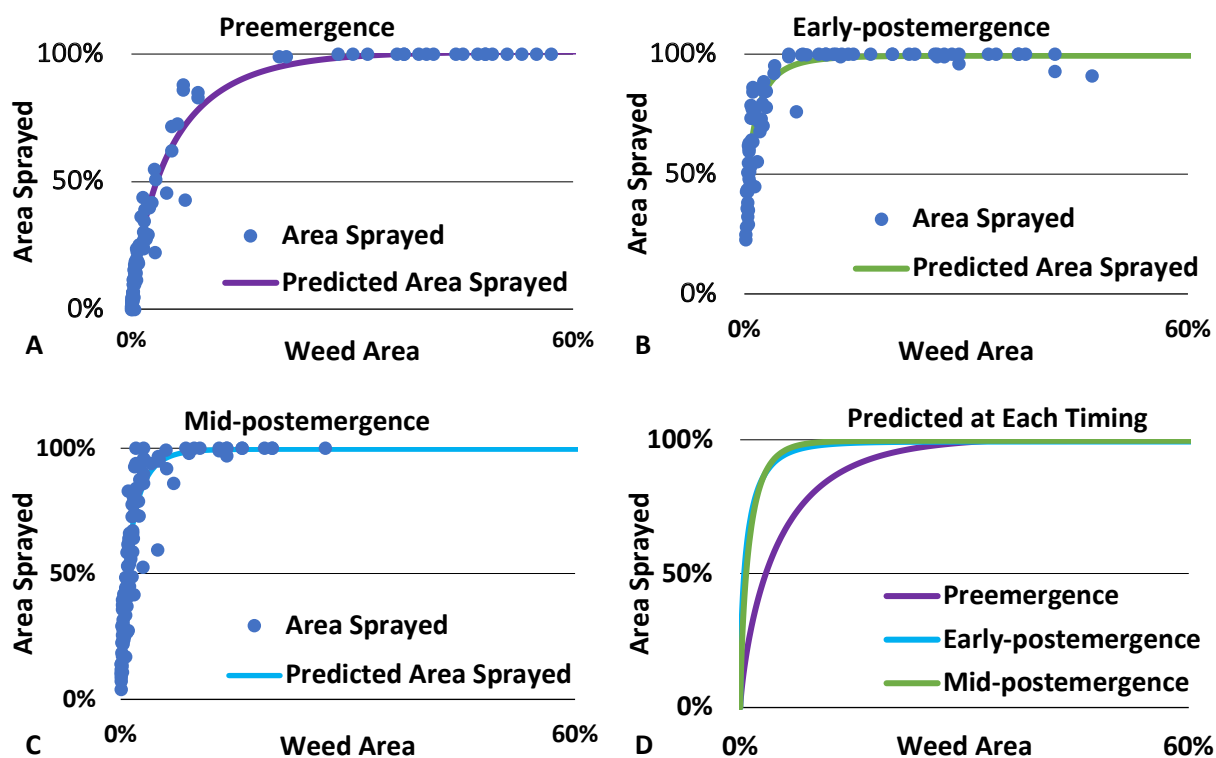 Preemergence
100%
50%
0%
Area Sprayed
Area Sprayed
Predicted Area Sprayed
0%
60%
A
Weed Area
Early-postemergence
100%
50%
0%
Area Sprayed
Area Sprayed
Predicted Area Sprayed
0%
60%
B
Weed Area
Mid-postemergence
100%
50%
0%
Area Sprayed
Area Sprayed
Predicted Area Sprayed
0%
60%
C
Weed Area
Predicted at Each Timing
100%
50%
0%
Area Sprayed
Preemergence
Early-postemergence
Mid-postemergence
0%
60%
D
Weed Area